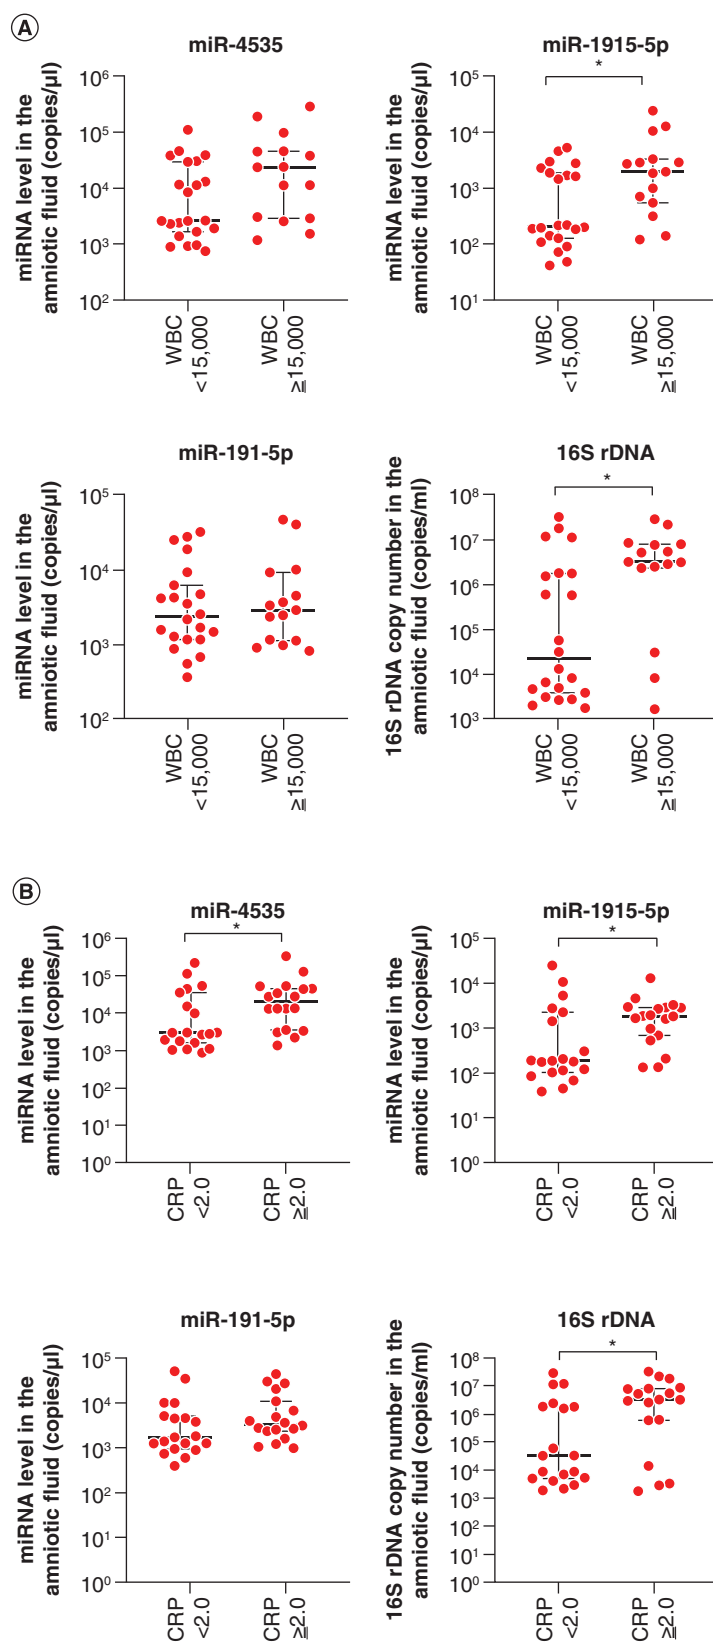 A
miR-4535
miRNA level in the
amniotic fluid (copies/µl)
10⁶
10⁵
10⁴
10³
10²
WBC
<15,000
WBC
≧15,000
miR-1915-5p
*
miRNA level in the
amniotic fluid (copies/µl)
10⁵
10⁴
10³
10²
10¹
WBC
<15,000
WBC
≧15,000
miR-191-5p
miRNA level in the
amniotic fluid (copies/µl)
10⁵
10⁴
10³
10²
WBC
<15,000
WBC
≧15,000
16S rDNA
*
16S rDNA copy number in the
amniotic fluid (copies/ml)
10⁸
10⁷
10⁶
10⁵
10⁴
10³
WBC
<15,000
WBC
≧15,000
B
miR-4535
*
miRNA level in the
amniotic fluid (copies/µl)
10⁶
10⁵
10⁴
10³
10²
10¹
10⁰
CRP
<2.0
CRP
≧2.0
miR-1915-5p
*
miRNA level in the
amniotic fluid (copies/µl)
10⁵
10⁴
10³
10²
10¹
10⁰
CRP
<2.0
CRP
≧2.0
miR-191-5p
miRNA level in the
amniotic fluid (copies/µl)
10⁵
10⁴
10³
10²
10¹
10⁰
CRP
<2.0
CRP
≧2.0
16S rDNA
*
16S rDNA copy number in the
amniotic fluid (copies/ml)
10⁸
10⁷
10⁶
10⁵
10⁴
10³
10²
10¹
10⁰
CRP
<2.0
CRP
≧2.0